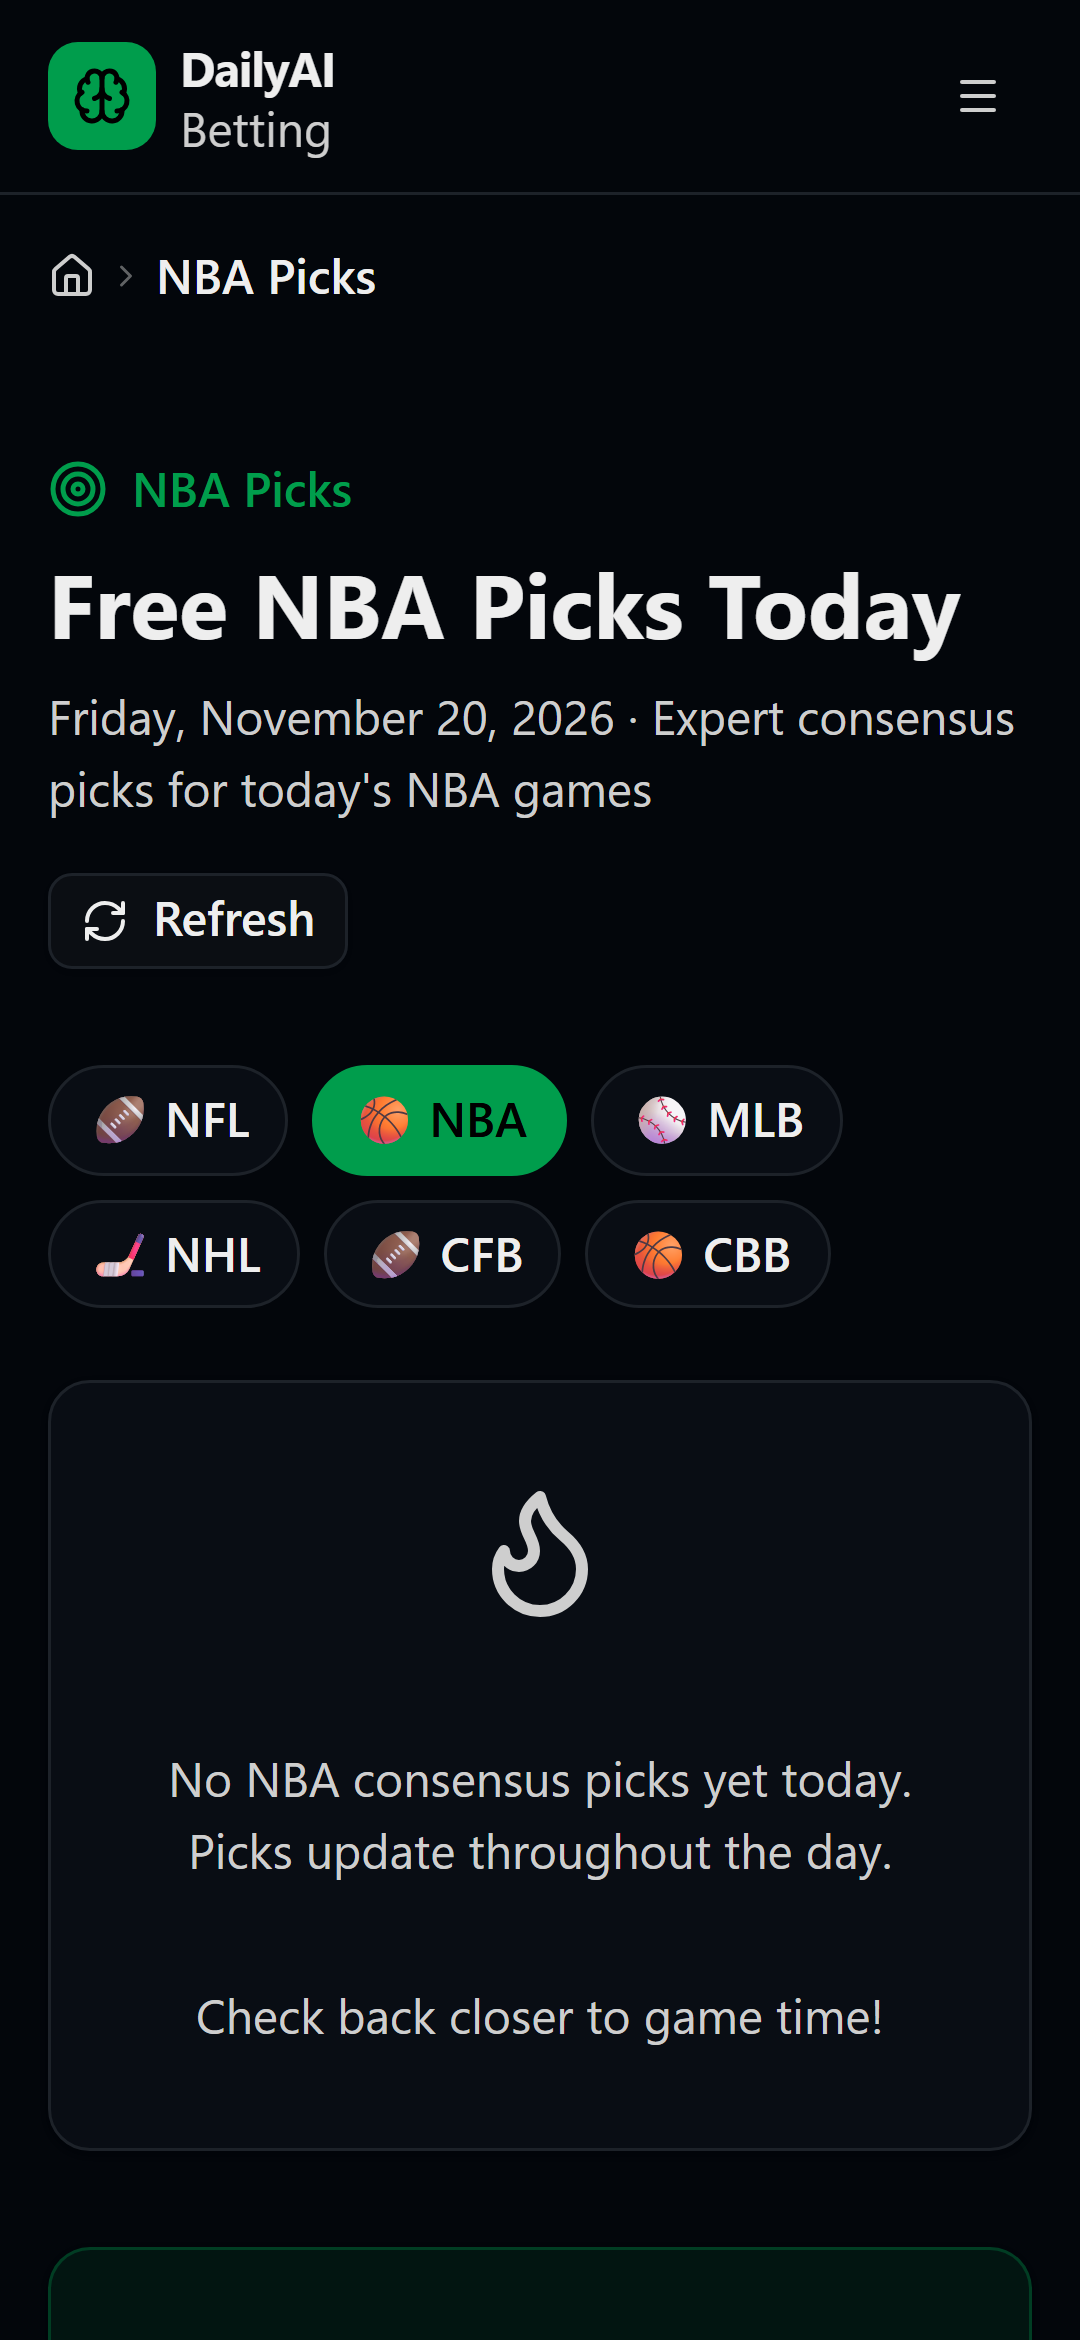 DailyAI
Betting
NBA Picks
NBA Picks
Free NBA Picks Today
Friday, November 20, 2026 · Expert consensus
picks for today's NBA games
Refresh
NFL
NBA
MLB
NHL
CFB
CBB
No NBA consensus picks yet today.
Picks update throughout the day.
Check back closer to game time!